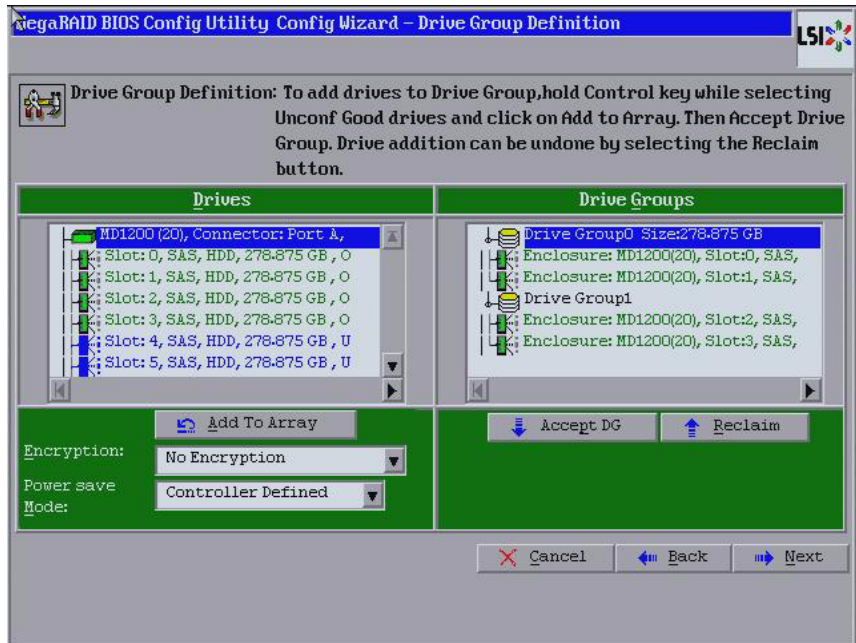 MegaRAID BIOS Config Utility Config Wizard – Drive Group Definition
LSI
Drive Group Definition: To add drives to Drive Group,hold Control key while selecting
Unconf Good drives and click on Add to Array. Then Accept Drive
Group. Drive addition can be undone by selecting the Reclaim
button.
Drives
MD1200 (20), Connector: Port A,
Slot: 0, SAS, HDD, 278.875 GB , O
Slot: 1, SAS, HDD, 278.875 GB , O
Slot: 2, SAS, HDD, 278.875 GB , O
Slot: 3, SAS, HDD, 278.875 GB , O
Slot: 4, SAS, HDD, 278.875 GB , U
Slot: 5, SAS, HDD, 278.875 GB , U
Add To Array
Encryption:
No Encryption
Power save
Mode:
Controller Defined
Drive Groups
Drive Group0 Size:278.875 GB
Enclosure: MD1200(20), Slot:0, SAS,
Enclosure: MD1200(20), Slot:1, SAS,
Drive Group1
Enclosure: MD1200(20), Slot:2, SAS,
Enclosure: MD1200(20), Slot:3, SAS,
Accept DG
Reclaim
Cancel
Back
Next